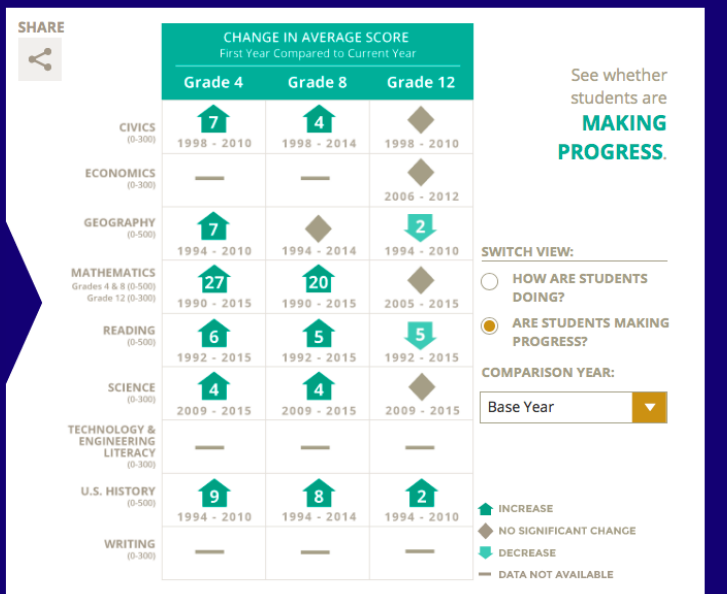 SHARE
CHANGE IN AVERAGE SCORE
First Year Compared to Current Year
Grade 4 Grade 8 Grade 12
CIVICS
(0-300)
7
1998 - 2010
4
1998 - 2014
1998 - 2010
ECONOMICS
(0-300)
2006 - 2012
GEOGRAPHY
(0-500)
7
1994 - 2010
1994 - 2014
2
1994 - 2010
MATHEMATICS
Grades 4 & 8 (0-500)
Grade 12 (0-300)
27
1990 - 2015
20
1990 - 2015
2005 - 2015
READING
(0-500)
6
1992 - 2015
5
1992 - 2015
5
1992 - 2015
SCIENCE
(0-300)
4
2009 - 2015
4
2009 - 2015
2009 - 2015
TECHNOLOGY &
ENGINEERING
LITERACY
(0-300)
U.S. HISTORY
(0-500)
9
1994 - 2010
8
1994 - 2014
2
1994 - 2010
WRITING
(0-300)
See whether
students are
MAKING
PROGRESS.
SWITCH VIEW:
HOW ARE STUDENTS
DOING?
ARE STUDENTS MAKING
PROGRESS?
COMPARISON YEAR:
Base Year
INCREASE
NO SIGNIFICANT CHANGE
DECREASE
DATA NOT AVAILABLE